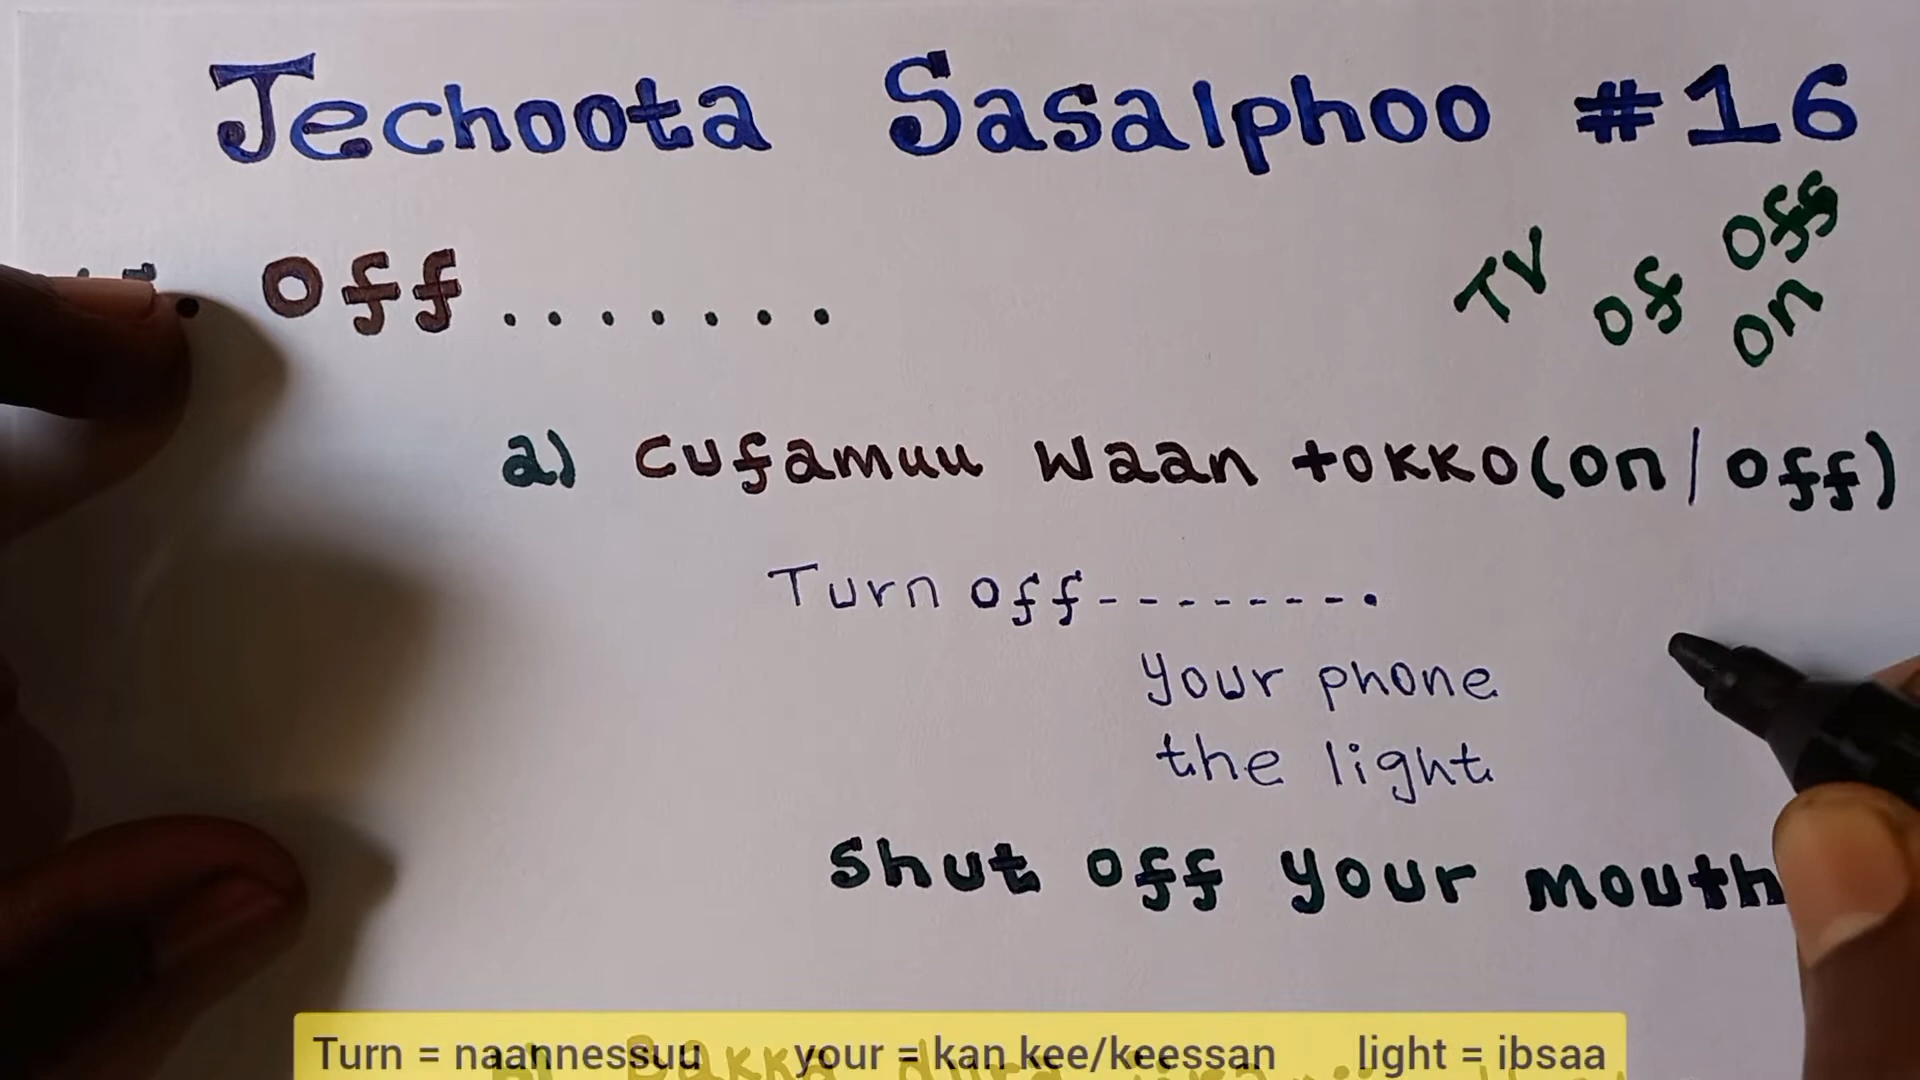 Jechoota Sasalphoo #16
Off.......
TV Of Off
On
a) Cufamuu Waan tokko(On/Off)
Turn Off--------.
your phone
the light
Shut Off your mouth
Turn = naannessuu your = kan kee/keessan light = ibsaa